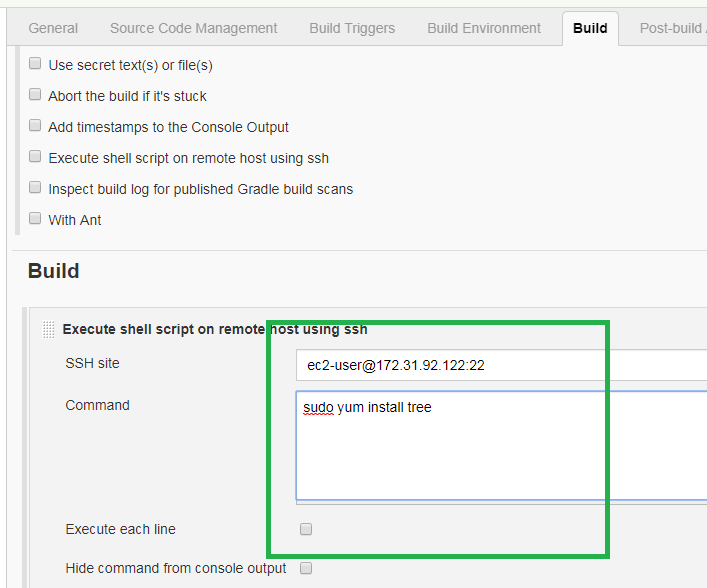 General Source Code Management Build Triggers Build Environment Build Post-build
Use secret text(s) or file(s)
Abort the build if it's stuck
Add timestamps to the Console Output
Execute shell script on remote host using ssh
Inspect build log for published Gradle build scans
With Ant
Build
Execute shell script on remote host using ssh
SSH site ec2-user@172.31.92.122:22
Command sudo yum install tree
Execute each line
Hide command from console output